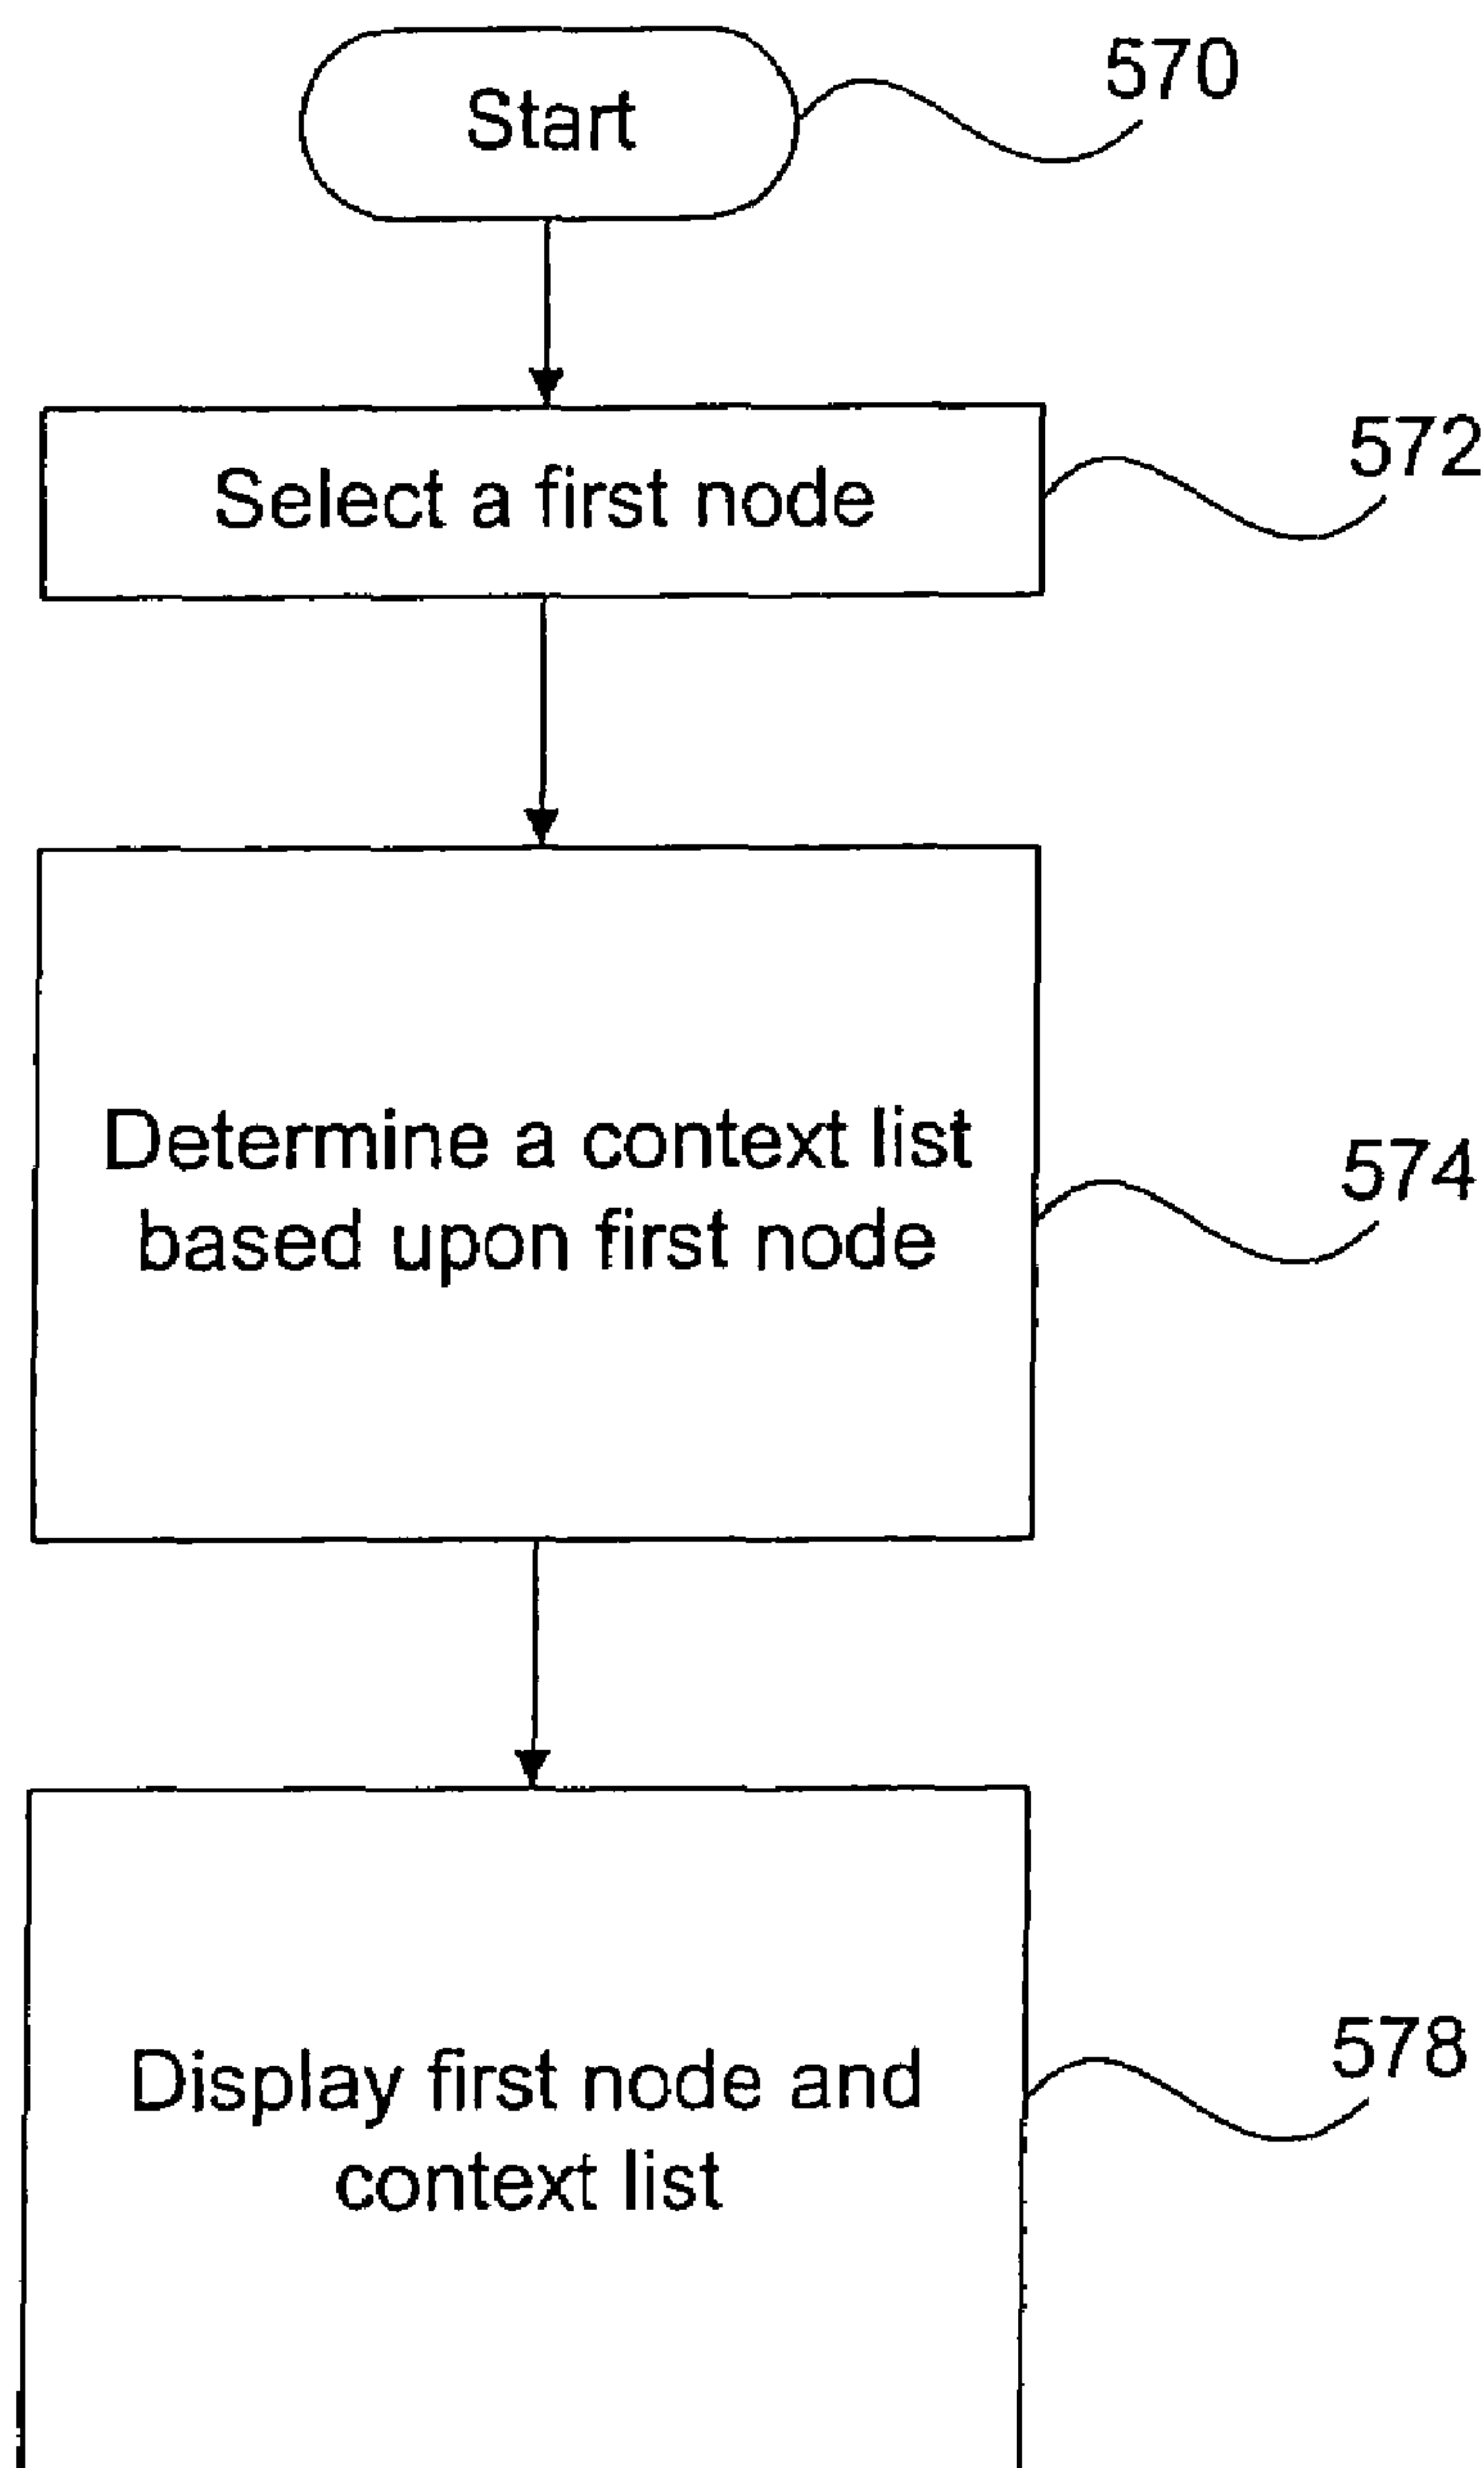 Start
570
Select a first node
572
Determine a context list
based upon first node
574
Display first node and
context list
578